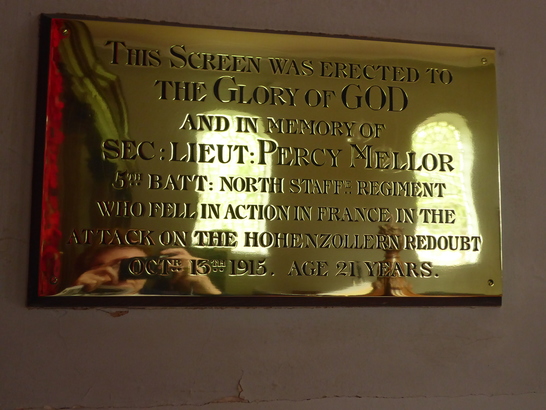 THIS SCREEN WAS ERECTED TO
THE GLORY OF GOD
AND IN MEMORY OF
SEC: LIEUT: PERCY MELLOR
5TH BATT: NORTH STAFFS: REGIMENT
WHO FELL IN ACTION IN FRANCE IN THE
ATTACK ON THE HOHENZOLLERN REDOUBT
OCTR 13TH 1915. AGE 21 YEARS.